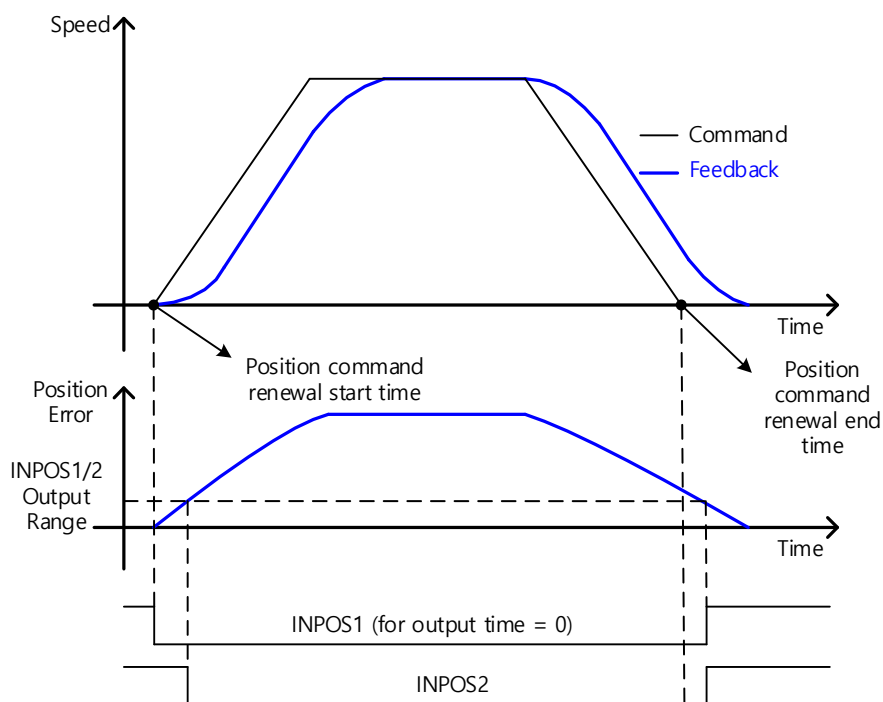 Speed
Command
Feedback
Time
Position command
renewal start time
Position
command
renewal end
time
Position
Error
INPOS1/2
Output
Range
Time
INPOS1 (for output time = 0)
INPOS2